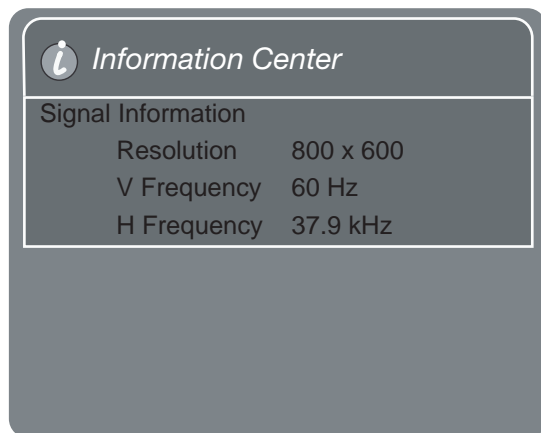 Information Center
Signal Information
Resolution 800 x 600
V Frequency 60 Hz
H Frequency 37.9 kHz